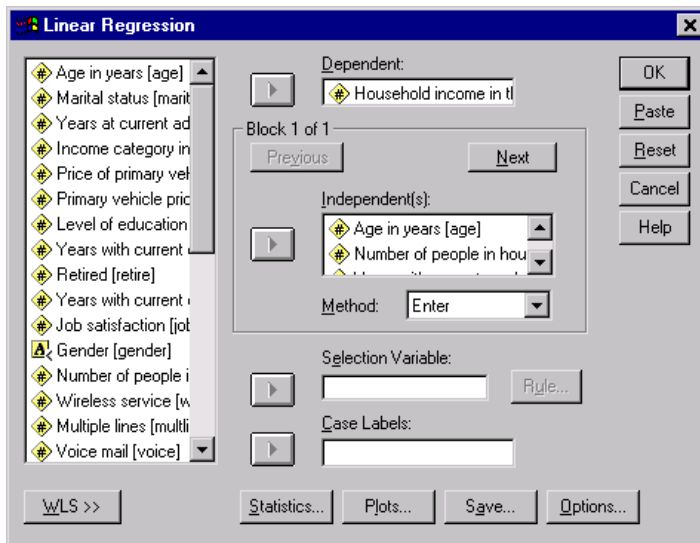 Linear Regression
Age in years [age]
Marital status [marit
Years at current ad
Income category in
Price of primary veh
Primary vehicle pric
Level of education
Years with current
Retired [retire]
Years with current
Job satisfaction [jol
Gender [gender]
Number of people i
Wireless service [w
Multiple lines [multli
Voice mail [voice]
WLS >>
Dependent:
Household income in tl
Block 1 of 1
Previous
Next
Independent(s):
Age in years [age]
Number of people in hou
Method:
Enter
Selection Variable:
Rule...
Case Labels:
Statistics...
Plots...
Save...
Options...
OK
Paste
Reset
Cancel
Help